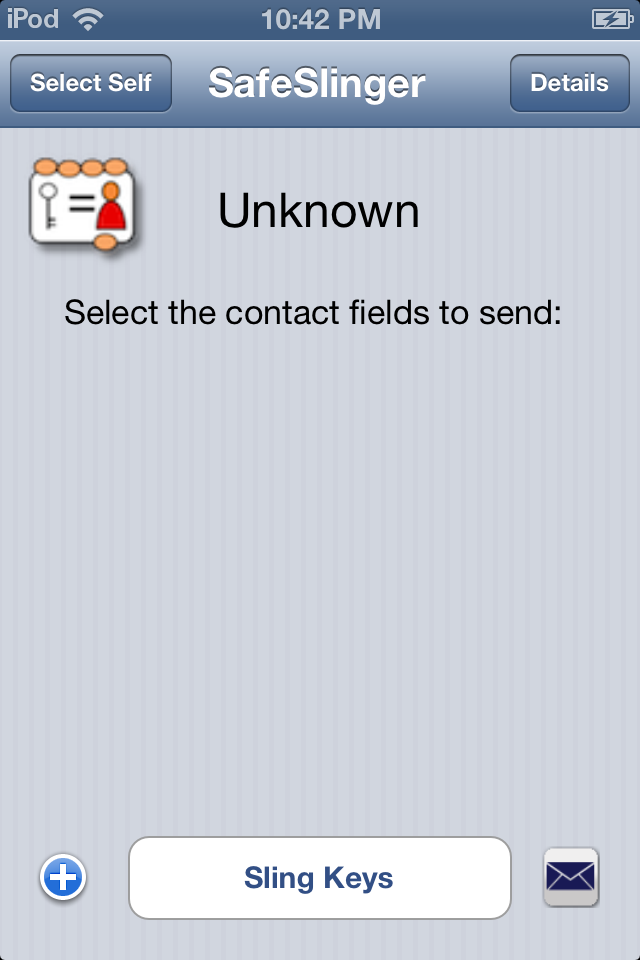 iPod 10:42 PM
Select Self SafeSlinger Details
Unknown
Select the contact fields to send:
Sling Keys